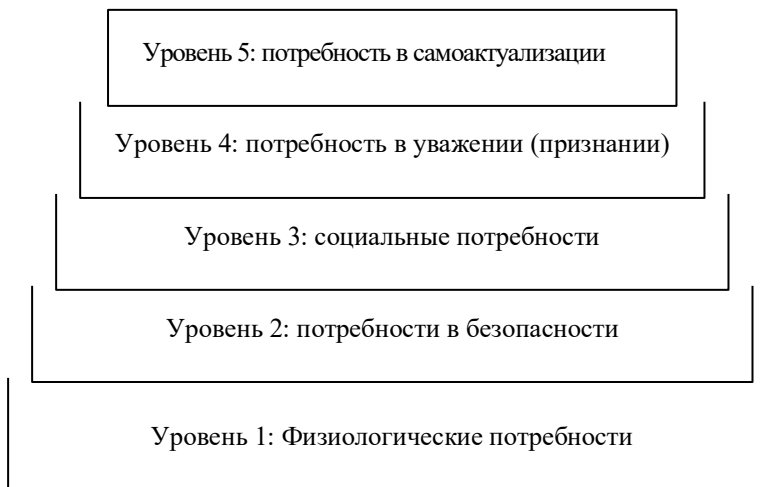 Уровень 5: потребность в самоактуализации
Уровень 4: потребность в уважении (признании)
Уровень 3: социальные потребности
Уровень 2: потребности в безопасности
Уровень 1: Физиологические потребности